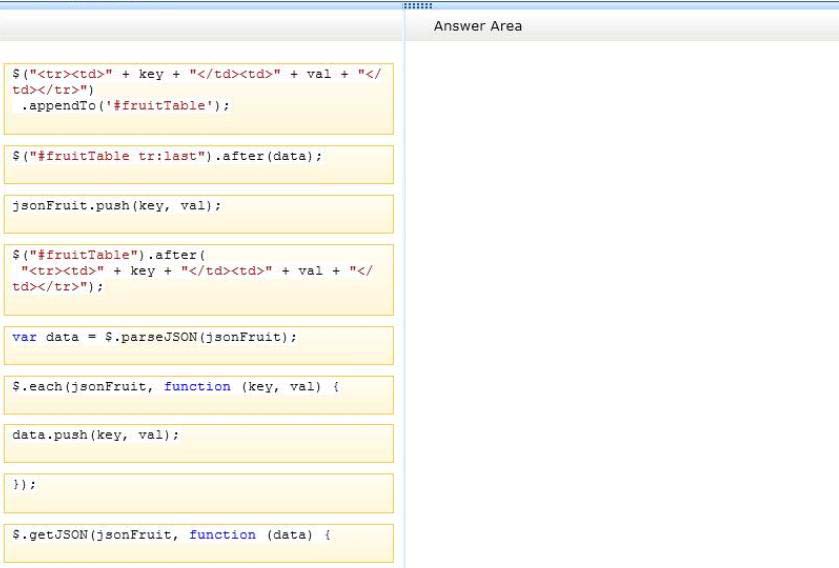 Answer Area
$("<tr><td>" + key + "</td><td>" + val + "</
td></tr>")
 .appendTo('#fruitTable');
$("#fruitTable tr:last").after(data);
jsonFruit.push(key, val);
$("#fruitTable").after(
 "<tr><td>" + key + "</td><td>" + val + "</
td></tr>");
var data = $.parseJSON(jsonFruit);
$.each(jsonFruit, function (key, val) {
data.push(key, val);
});
$.getJSON(jsonFruit, function (data) {